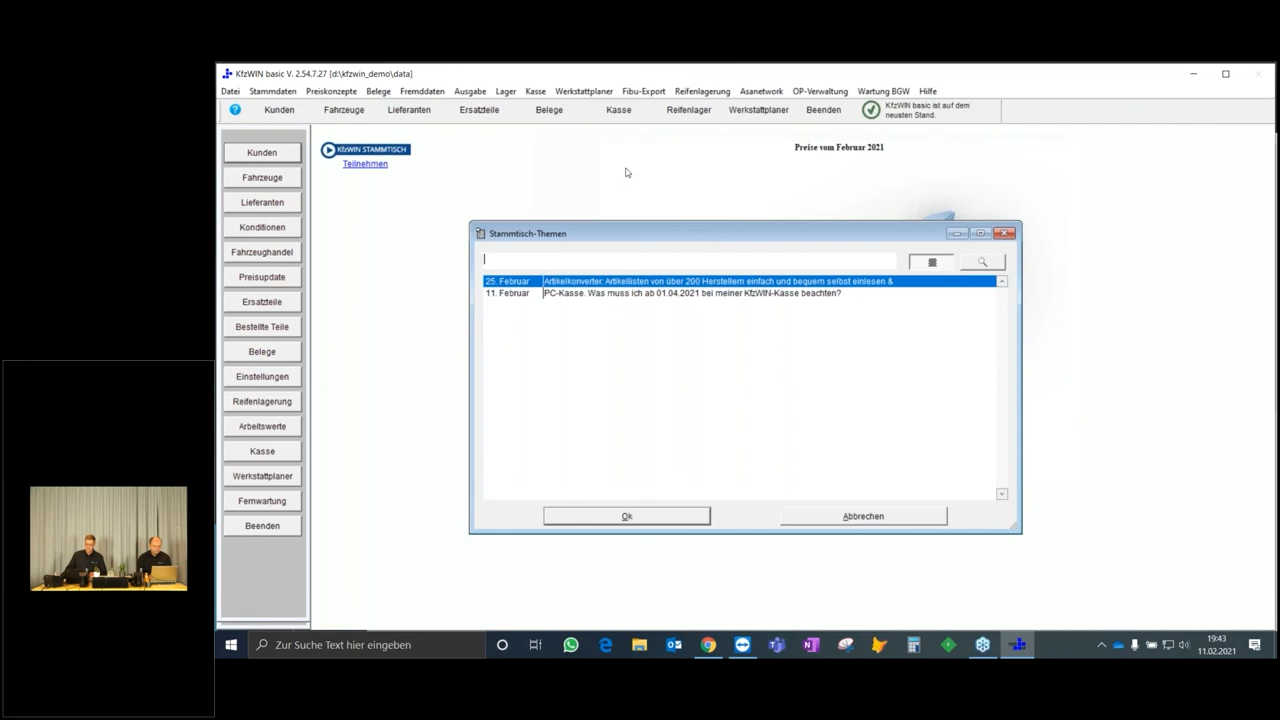 KfzWIN basic V. 2.54.7.27 [d:\kfzwin_demo\data]
Datei Stammdaten Preiskonzepte Belege Fremddaten Ausgabe Lager Kasse Werkstattplaner Fibu-Export Reifenlagerung Asanetwork OP-Verwaltung Wartung BGW Hilfe
? Kunden Fahrzeuge Lieferanten Ersatzteile Belege Kasse Reifenlager Werkstattplaner Beenden KfzWIN basic ist auf dem
neusten Stand.
Kunden
Fahrzeuge
Lieferanten
Konditionen
Fahrzeughandel
Preisupdate
Ersatzteile
Bestellte Teile
Belege
Einstellungen
Reifenlagerung
Arbeitswerte
Kasse
Werkstattplaner
Fernwartung
Beenden
KfzWIN STAMMTISCH
Teilnehmen
Preise vom Februar 2021
Stammtisch-Themen
25. Februar Artikelkonverter: Artikellisten von über 200 Herstellern einfach und bequem selbst einlesen &
11. Februar PC-Kasse. Was muss ich ab 01.04.2021 bei meiner KfzWIN-Kasse beachten?
Ok Abbrechen
Zur Suche Text hier eingeben
19:43
11.02.2021